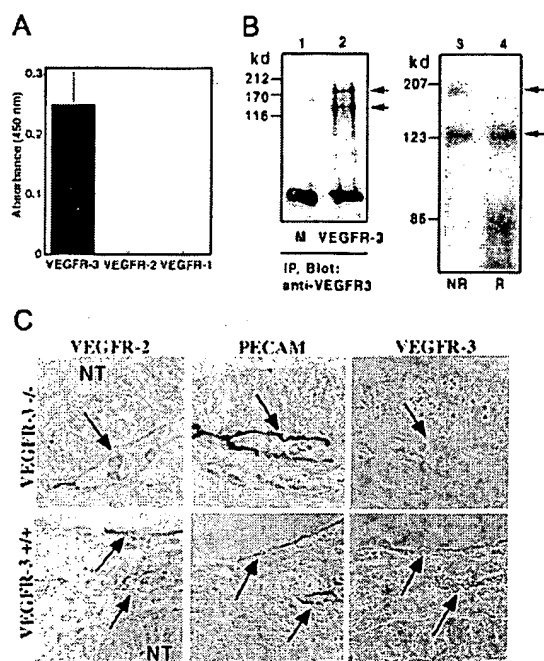 A
Absorbance (450 nm)
0.3
0.2
0.1
0
VEGFR-3 VEGFR-2 VEGFR-1
B
kd
1 2
212
170
116
M VEGFR-3
IP, Blot:
anti-VEGFR3
kd
3 4
207
123
85
NR R
C
VEGFR-2 PECAM VEGFR-3
VEGFR-3 -/-
NT
VEGFR-3 +/+
NT